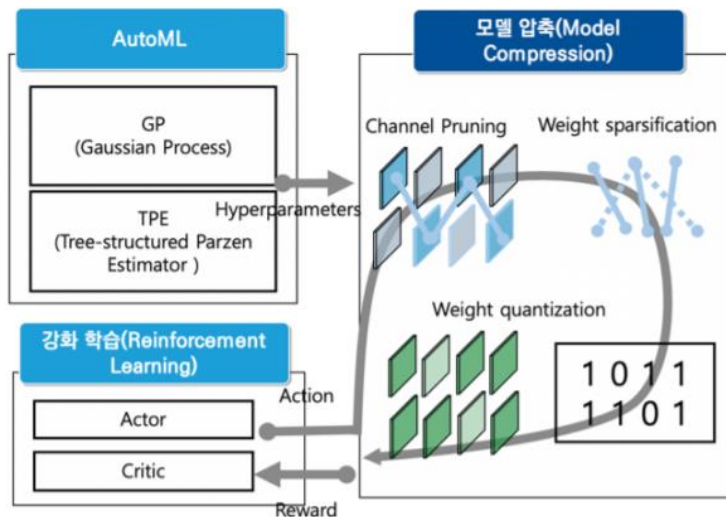 AutoML
GP
(Gaussian Process)
TPE
(Tree-structured Parzen
Estimator )
Hyperparameters
모델 압축(Model
Compression)
Channel Pruning
Weight sparsification
Weight quantization
1 0 1 1
1 1 0 1
강화 학습(Reinforcement
Learning)
Action
Actor
Critic
Reward